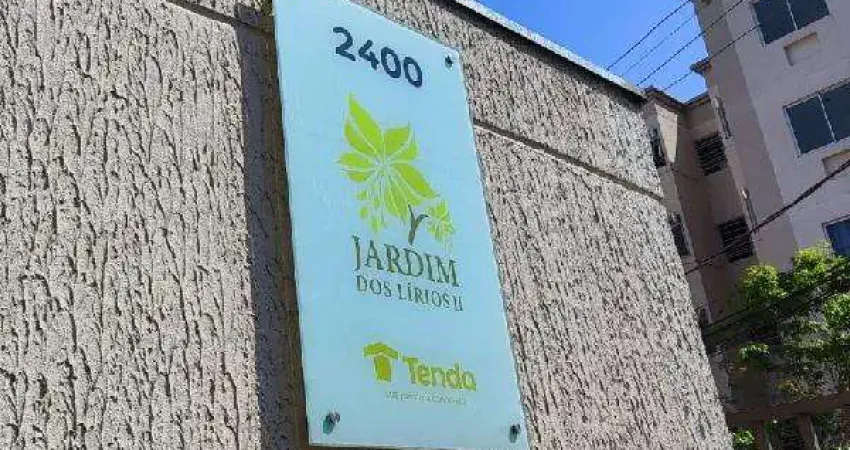 2400
JARDIM
DOS LÍRIOS II
Tenda